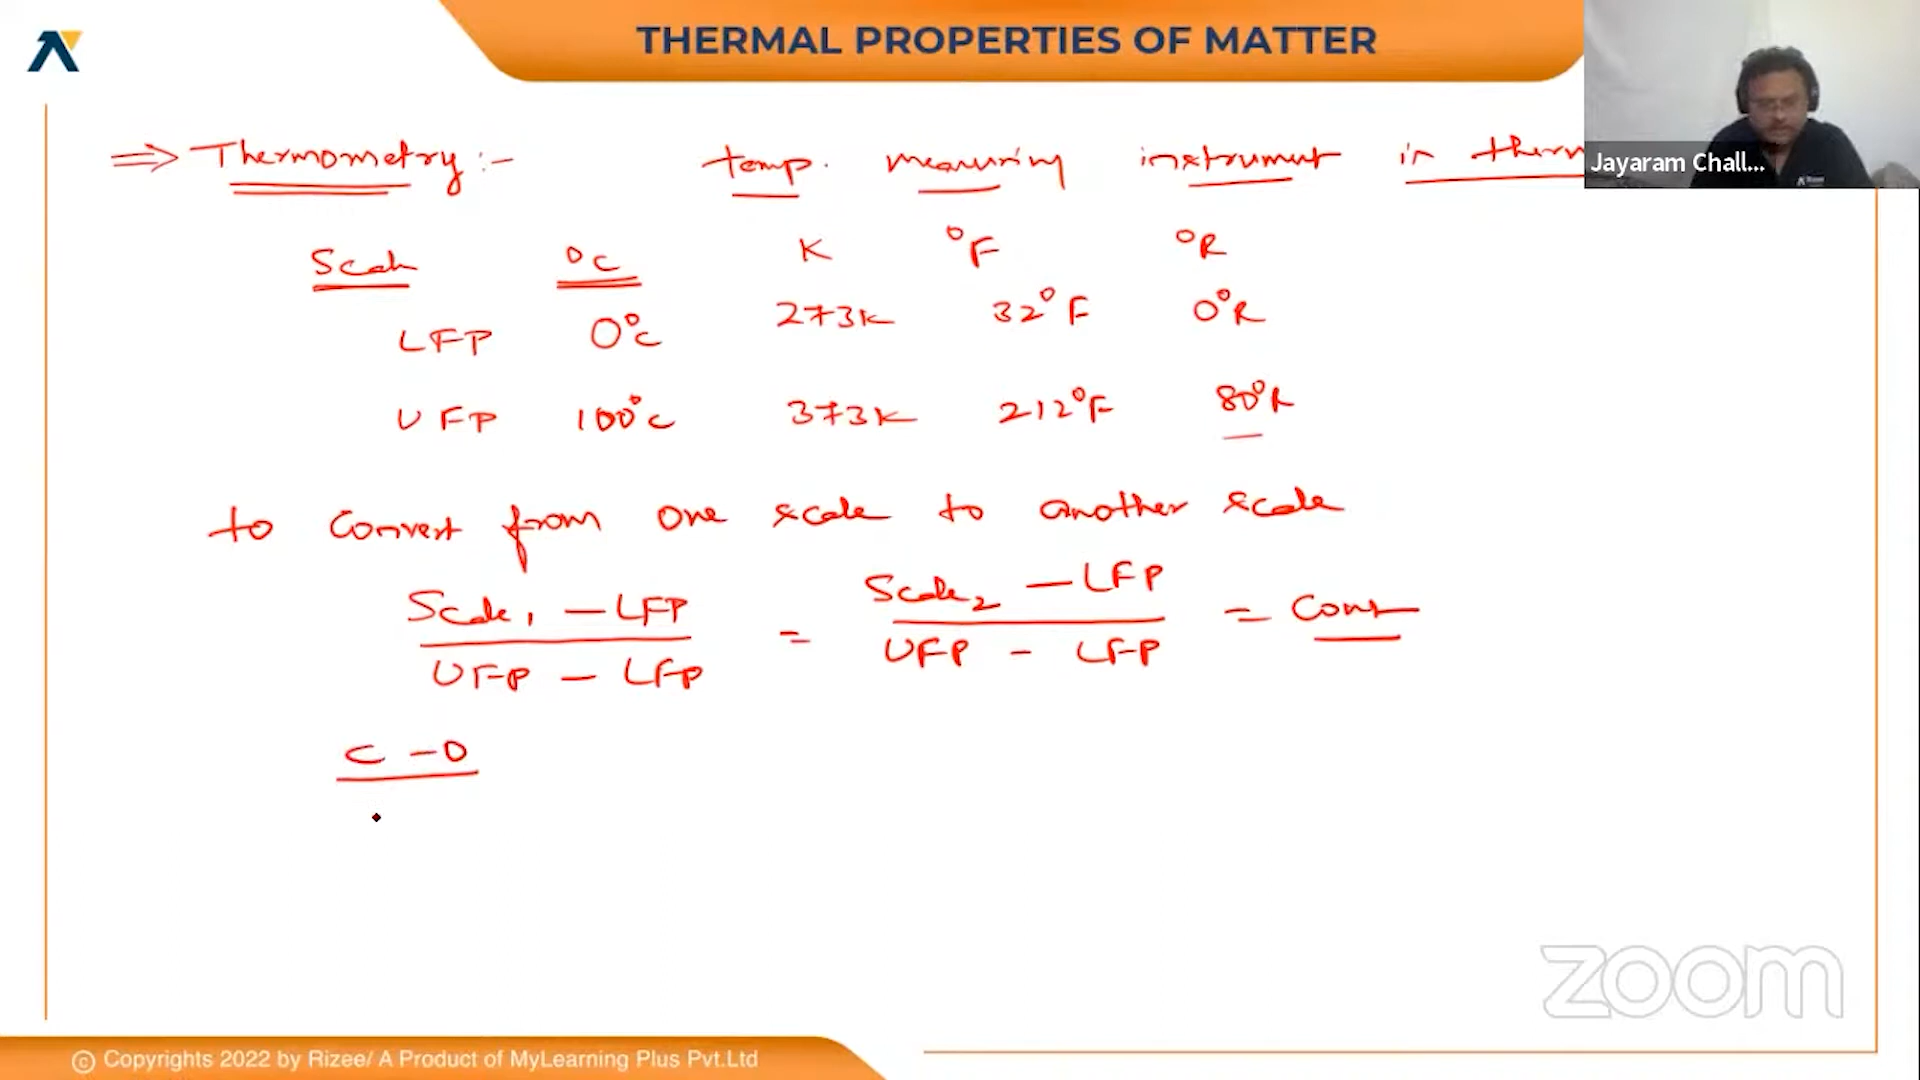 THERMAL PROPERTIES OF MATTER
Jayaram Chall...
⇒ Thermometry :- temp. measuring instrument in therm
Scale °C K °F °R
LFP 0°C 273K 32°F 0°R
UFP 100°C 373K 212°F 80°R
to convert from one scale to another scale
Scale₁ - LFP / UFP - LFP = Scale₂ - LFP / UFP - LFP = Const
C - 0
zoom
© Copyrights 2022 by Rizee/ A Product of MyLearning Plus Pvt.Ltd